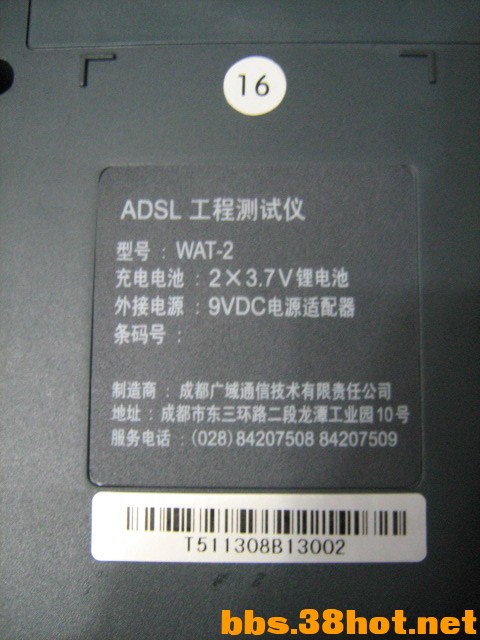 16
ADSL 工程测试仪
型号：WAT-2
充电电池：2×3.7V锂电池
外接电源：9VDC电源适配器
条码号：
制造商：成都广域通信技术有限责任公司
地址：成都市东三环路二段龙潭工业园10号
服务电话：(028)84207508 84207509
T511308B13002
bbs.38hot.net